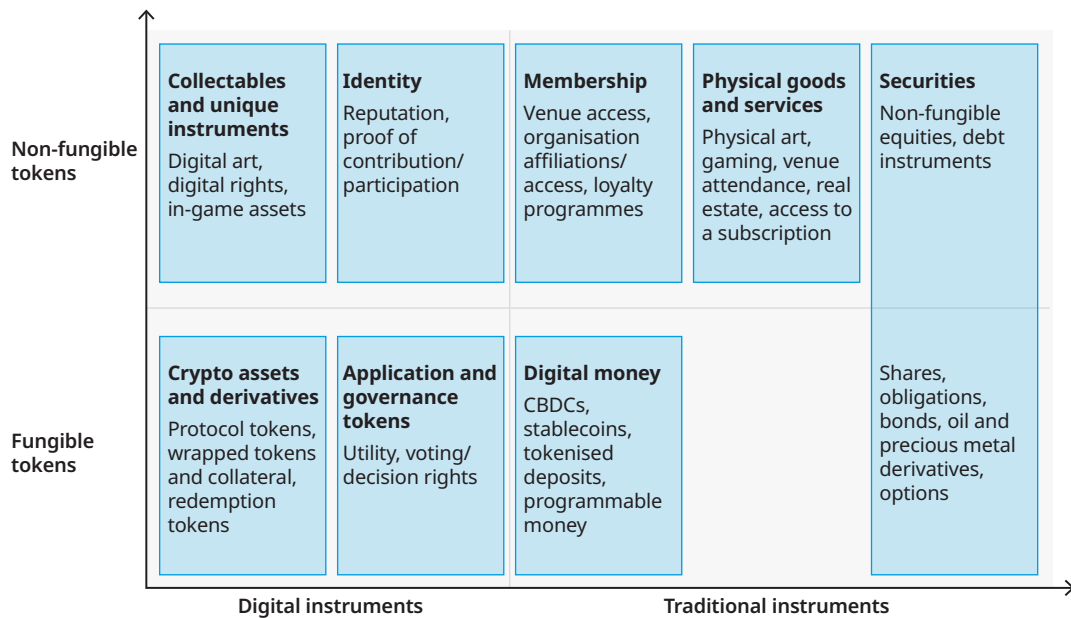 Non-fungible
tokens
Collectables
and unique
instruments
Digital art,
digital rights,
in-game assets
Identity
Reputation,
proof of
contribution/
participation
Membership
Venue access,
organisation
affiliations/
access, loyalty
programmes
Physical goods
and services
Physical art,
gaming, venue
attendance, real
estate, access to
a subscription
Securities
Non-fungible
equities, debt
instruments
Fungible
tokens
Crypto assets
and derivatives
Protocol tokens,
wrapped tokens
and collateral,
redemption
tokens
Application and
governance
tokens
Utility, voting/
decision rights
Digital money
CBDCs,
stablecoins,
tokenised
deposits,
programmable
money
Shares,
obligations,
bonds, oil and
precious metal
derivatives,
options
Digital instruments
Traditional instruments